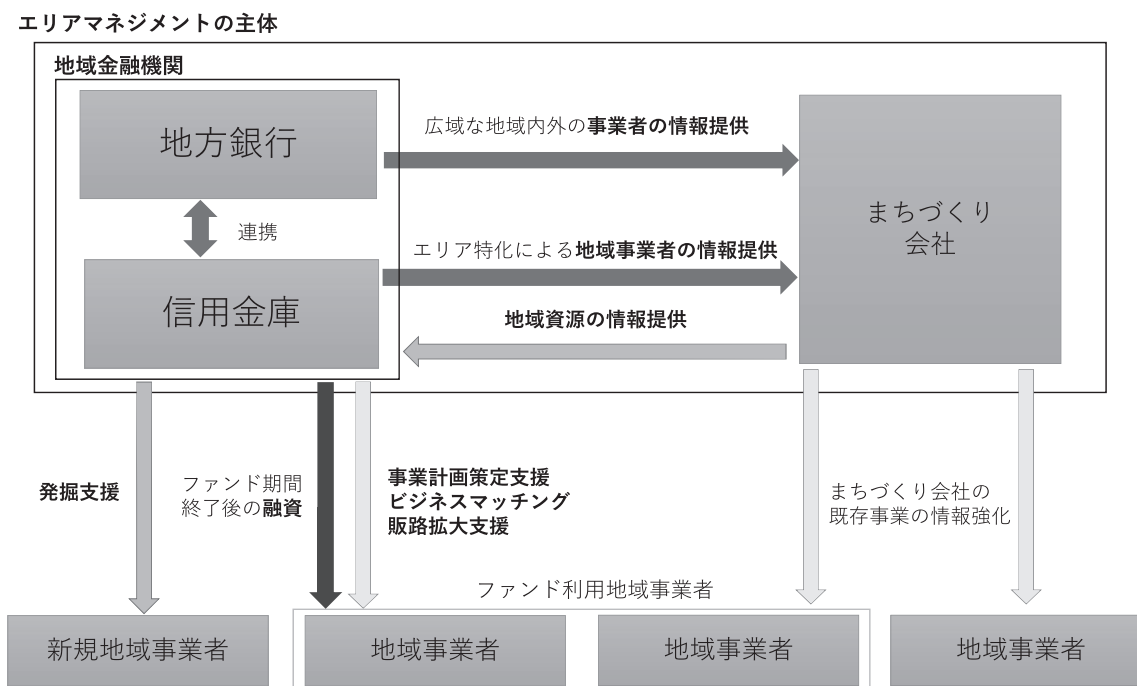 エリアマネジメントの主体
地域金融機関
地方銀行
広域な地域内外の事業者の情報提供
連携
まちづくり
会社
エリア特化による地域事業者の情報提供
信用金庫
地域資源の情報提供
発掘支援
ファンド期間
終了後の融資
事業計画策定支援
ビジネスマッチング
販路拡大支援
まちづくり会社の
既存事業の情報強化
ファンド利用地域事業者
新規地域事業者
地域事業者
地域事業者
地域事業者